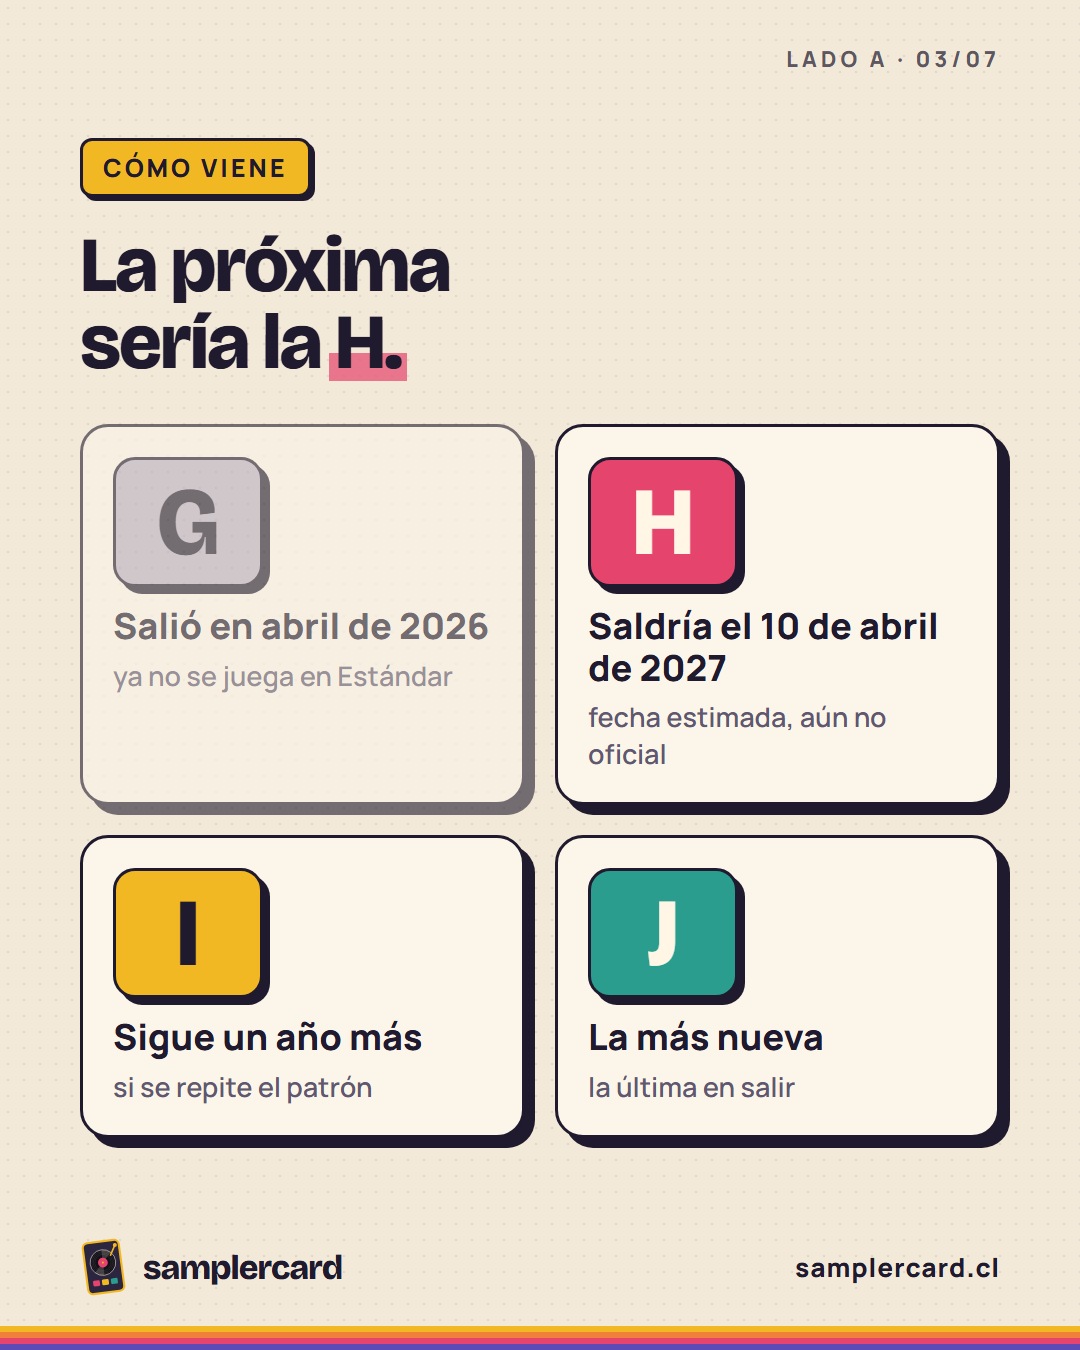 LADO A · 03/07
CÓMO VIENE
La próxima
sería la H.
G
Salió en abril de 2026
ya no se juega en Estándar
H
Saldría el 10 de abril
de 2027
fecha estimada, aún no
oficial
I
Sigue un año más
si se repite el patrón
J
La más nueva
la última en salir
samplercard
samplercard.cl